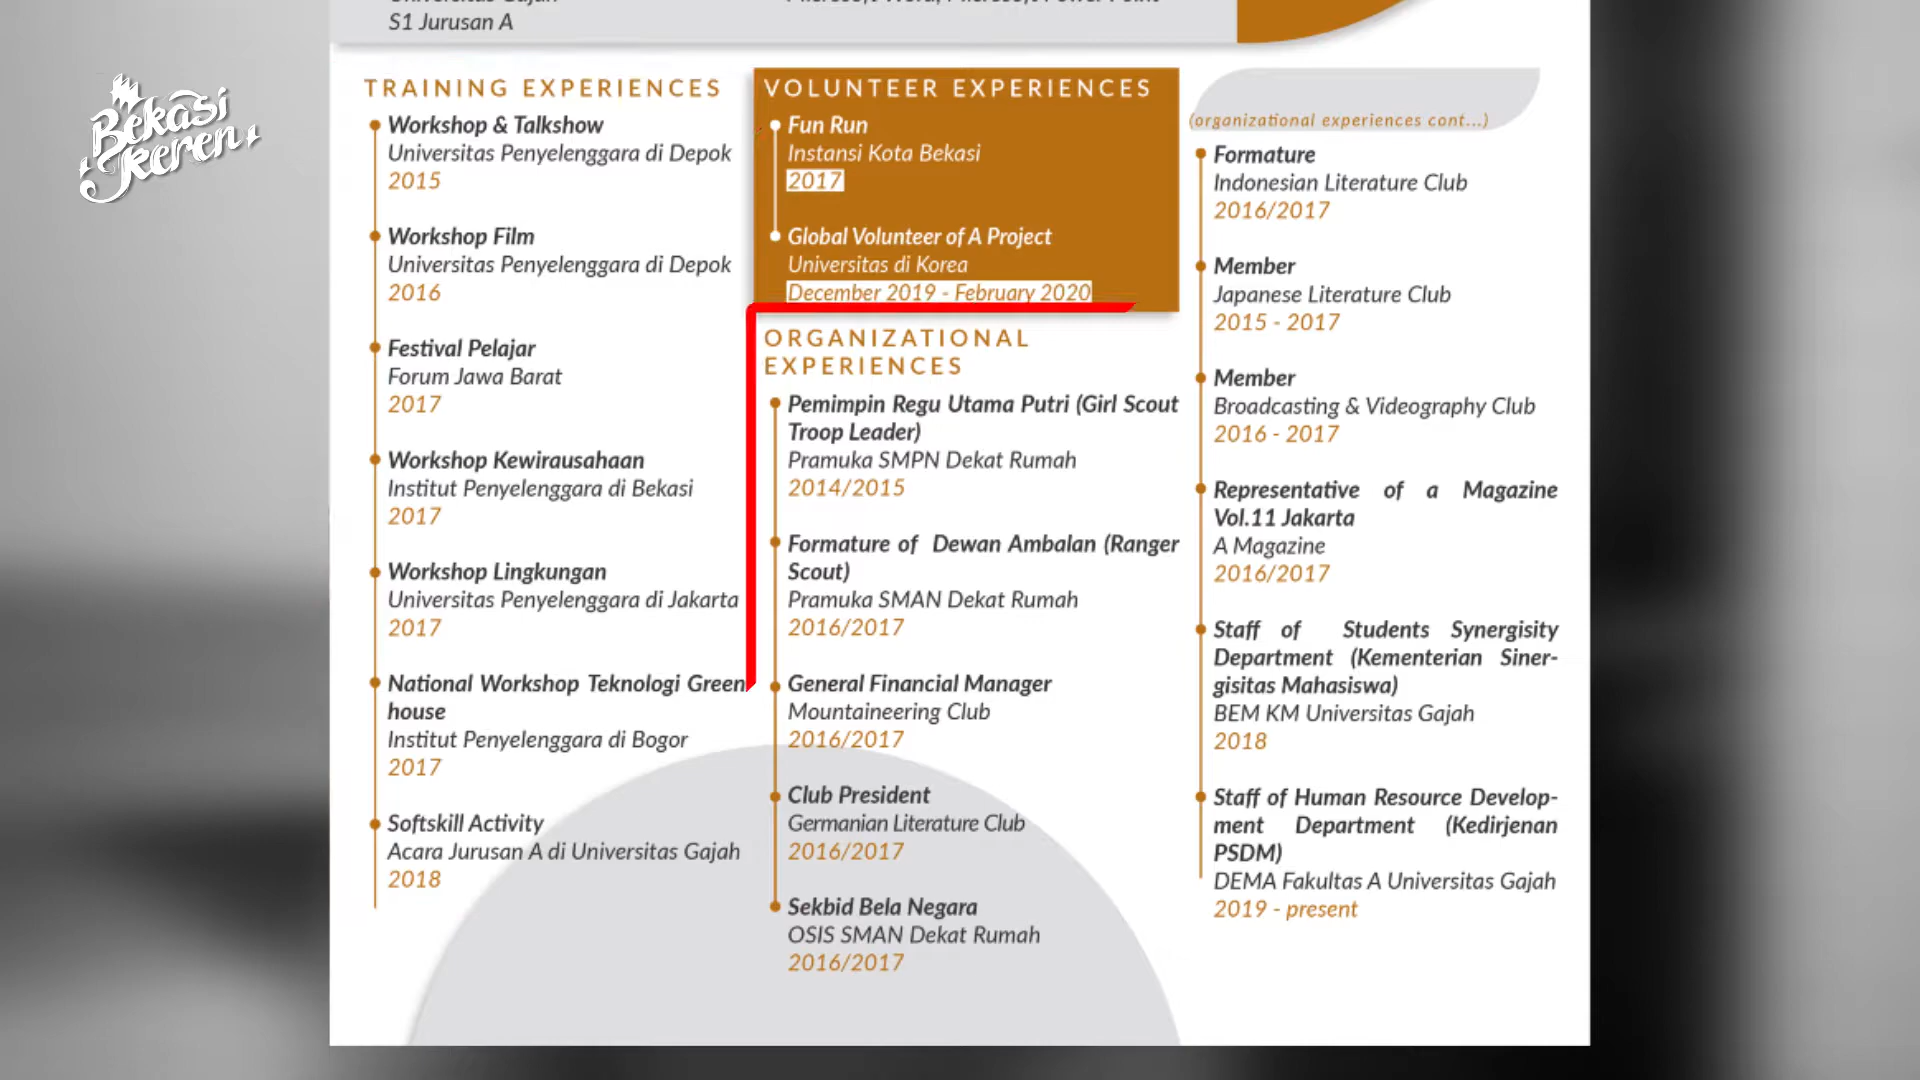 S1 Jurusan A
Bekasi
Keren
TRAINING EXPERIENCES
Workshop & Talkshow
Universitas Penyelenggara di Depok
2015
Workshop Film
Universitas Penyelenggara di Depok
2016
Festival Pelajar
Forum Jawa Barat
2017
Workshop Kewirausahaan
Institut Penyelenggara di Bekasi
2017
Workshop Lingkungan
Universitas Penyelenggara di Jakarta
2017
National Workshop Teknologi Green
house
Institut Penyelenggara di Bogor
2017
Softskill Activity
Acara Jurusan A di Universitas Gajah
2018
VOLUNTEER EXPERIENCES
Fun Run
Instansi Kota Bekasi
2017
Global Volunteer of A Project
Universitas di Korea
December 2019 - February 2020
ORGANIZATIONAL
EXPERIENCES
Pemimpin Regu Utama Putri (Girl Scout
Troop Leader)
Pramuka SMPN Dekat Rumah
2014/2015
Formature of Dewan Ambalan (Ranger
Scout)
Pramuka SMAN Dekat Rumah
2016/2017
General Financial Manager
Mountaineering Club
2016/2017
Club President
Germanian Literature Club
2016/2017
Sekbid Bela Negara
OSIS SMAN Dekat Rumah
2016/2017
(organizational experiences cont...)
Formature
Indonesian Literature Club
2016/2017
Member
Japanese Literature Club
2015 - 2017
Member
Broadcasting & Videography Club
2016 - 2017
Representative of a Magazine
Vol.11 Jakarta
A Magazine
2016/2017
Staff of Students Synergisity
Department (Kementerian Siner-
gisitas Mahasiswa)
BEM KM Universitas Gajah
2018
Staff of Human Resource Develop-
ment Department (Kedirjenan
PSDM)
DEMA Fakultas A Universitas Gajah
2019 - present